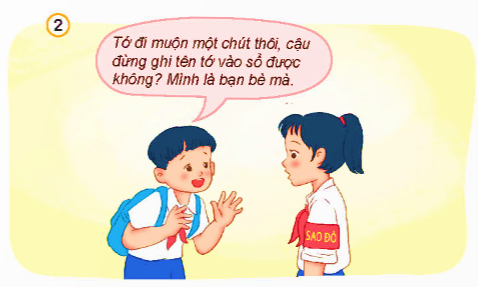 2
Tớ đi muộn một chút thôi, cậu
đừng ghi tên tớ vào sổ được
không? Mình là bạn bè mà.
SAO ĐỎ